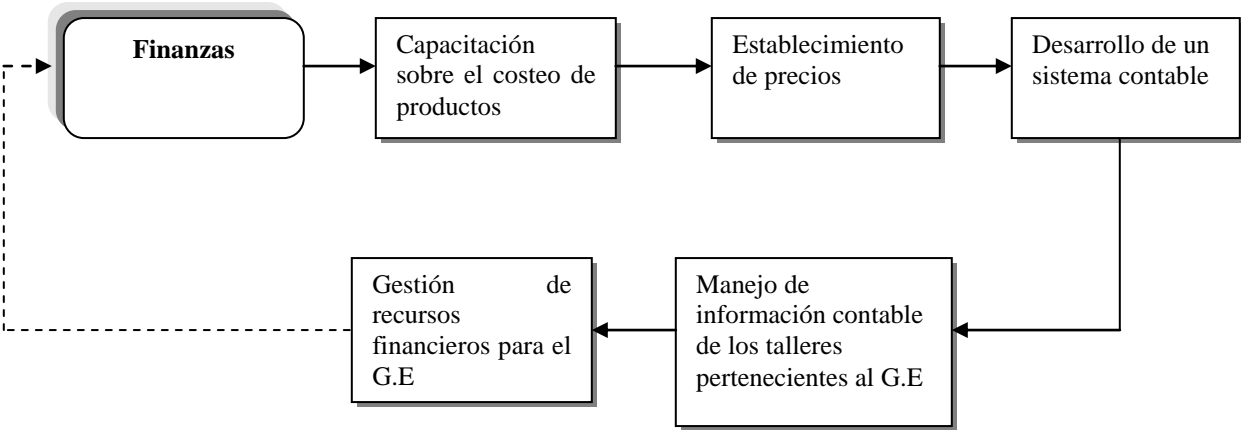 Finanzas
Capacitación
sobre el costeo de
productos
Establecimiento
de precios
Desarrollo de un
sistema contable
Manejo de
información contable
de los talleres
pertenecientes al G.E
Gestión de
recursos
financieros para el
G.E